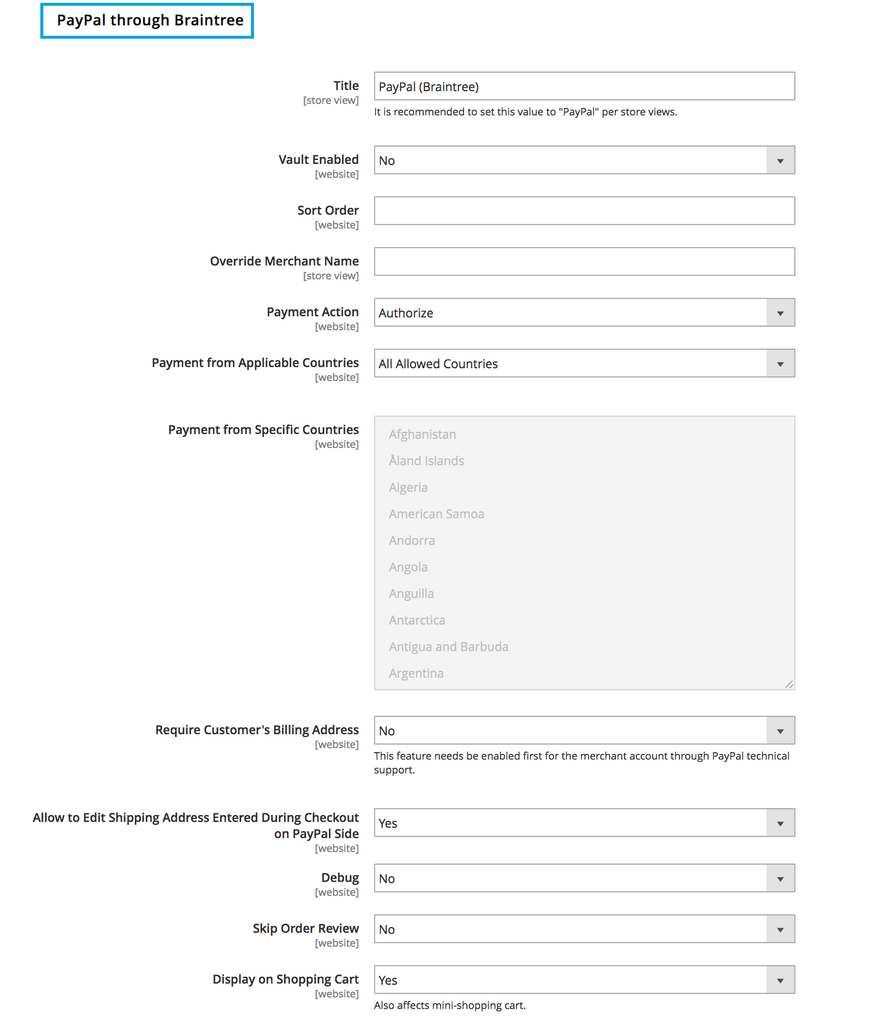 PayPal through Braintree
Title
[store view]
PayPal (Braintree)
It is recommended to set this value to "PayPal" per store views.
Vault Enabled
[website]
No
Sort Order
[website]
Override Merchant Name
[store view]
Payment Action
[website]
Authorize
Payment from Applicable Countries
[website]
All Allowed Countries
Payment from Specific Countries
[website]
Afghanistan
Åland Islands
Algeria
American Samoa
Andorra
Angola
Anguilla
Antarctica
Antigua and Barbuda
Argentina
Require Customer's Billing Address
[website]
No
This feature needs be enabled first for the merchant account through PayPal technical
support.
Allow to Edit Shipping Address Entered During Checkout
on PayPal Side
[website]
Yes
Debug
[website]
No
Skip Order Review
[website]
No
Display on Shopping Cart
[website]
Yes
Also affects mini-shopping cart.